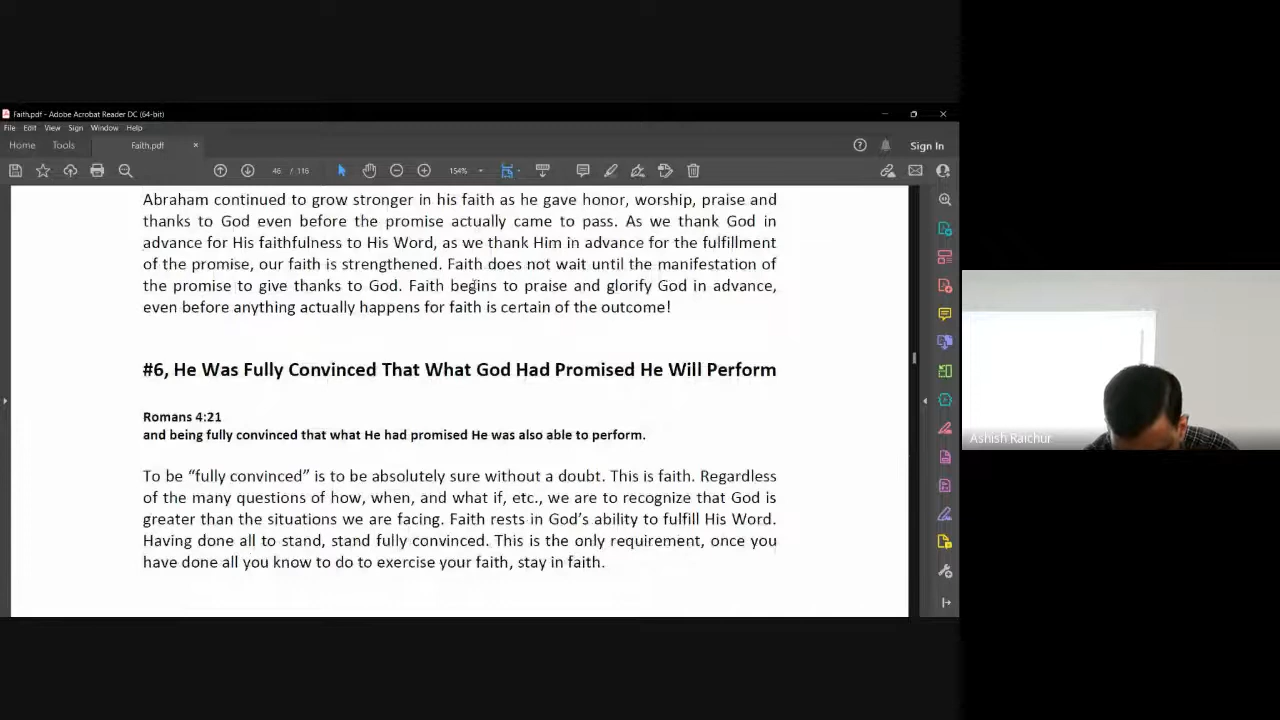 Faith.pdf - Adobe Acrobat Reader DC (64-bit)
File Edit View Sign Window Help
Home Tools Faith.pdf × Sign In
46 / 116 154%
Abraham continued to grow stronger in his faith as he gave honor, worship, praise and
thanks to God even before the promise actually came to pass. As we thank God in
advance for His faithfulness to His Word, as we thank Him in advance for the fulfillment
of the promise, our faith is strengthened. Faith does not wait until the manifestation of
the promise to give thanks to God. Faith begins to praise and glorify God in advance,
even before anything actually happens for faith is certain of the outcome!
#6, He Was Fully Convinced That What God Had Promised He Will Perform
Romans 4:21
and being fully convinced that what He had promised He was also able to perform.
To be “fully convinced” is to be absolutely sure without a doubt. This is faith. Regardless
of the many questions of how, when, and what if, etc., we are to recognize that God is
greater than the situations we are facing. Faith rests in God’s ability to fulfill His Word.
Having done all to stand, stand fully convinced. This is the only requirement, once you
have done all you know to do to exercise your faith, stay in faith.
Ashish Raichur